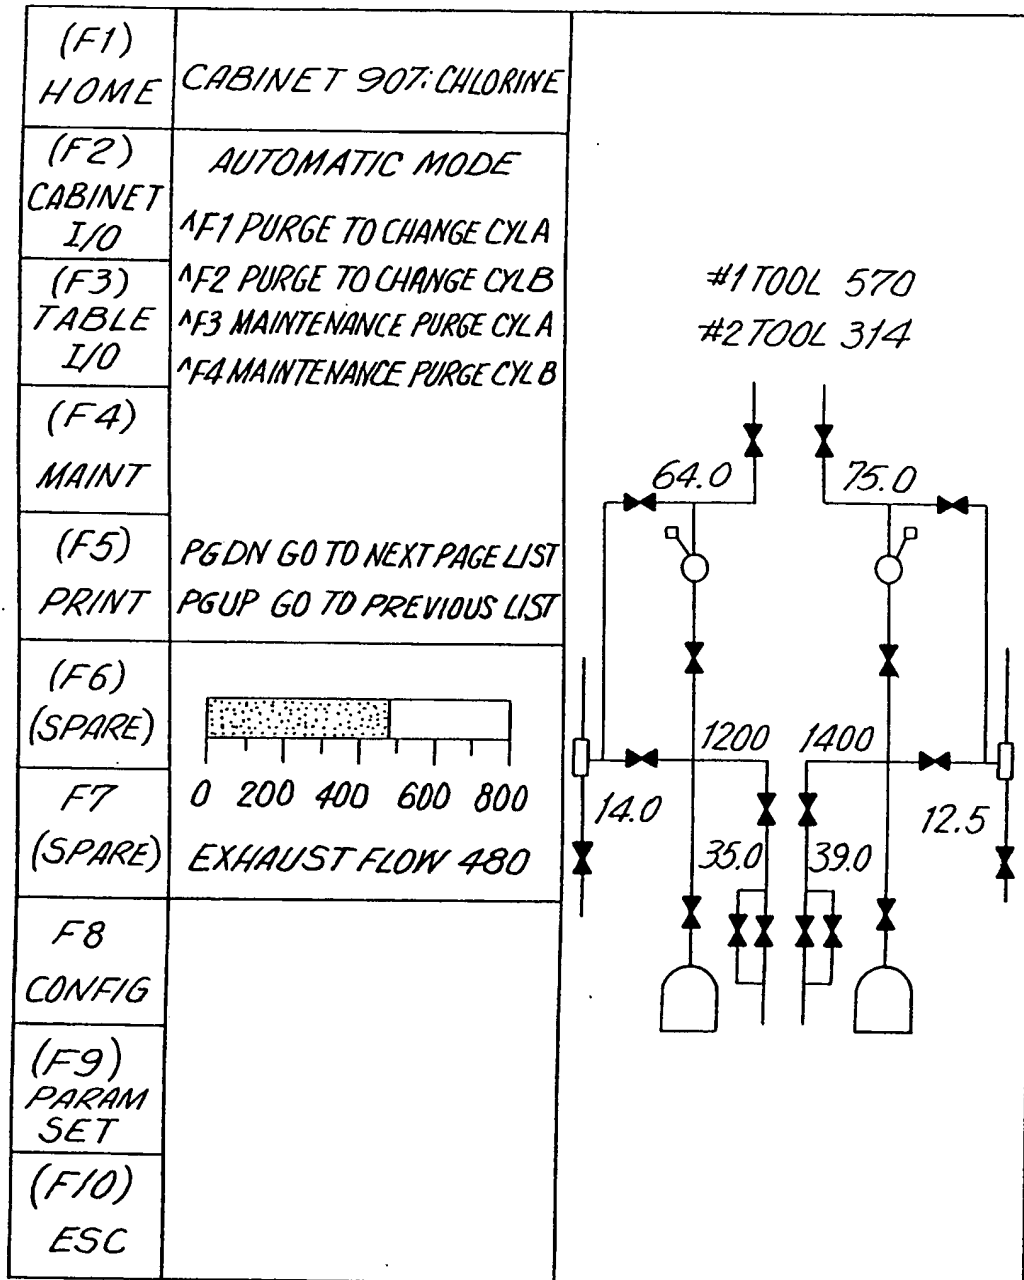 (F1)
HOME
CABINET 907: CHLORINE
(F2)
CABINET
I/O
AUTOMATIC MODE
^F1 PURGE TO CHANGE CYL A
(F3)
TABLE
I/O
^F2 PURGE TO CHANGE CYL B
^F3 MAINTENANCE PURGE CYL A
^F4 MAINTENANCE PURGE CYL B
(F4)
MAINT
(F5)
PRINT
PGDN GO TO NEXT PAGE LIST
PGUP GO TO PREVIOUS LIST
(F6)
(SPARE)
F7
(SPARE)
0 200 400 600 800
EXHAUST FLOW 480
F8
CONFIG
(F9)
PARAM
SET
(F10)
ESC
#1 TOOL 570
#2 TOOL 314
64.0 75.0
1200 1400
14.0 12.5
35.0 39.0